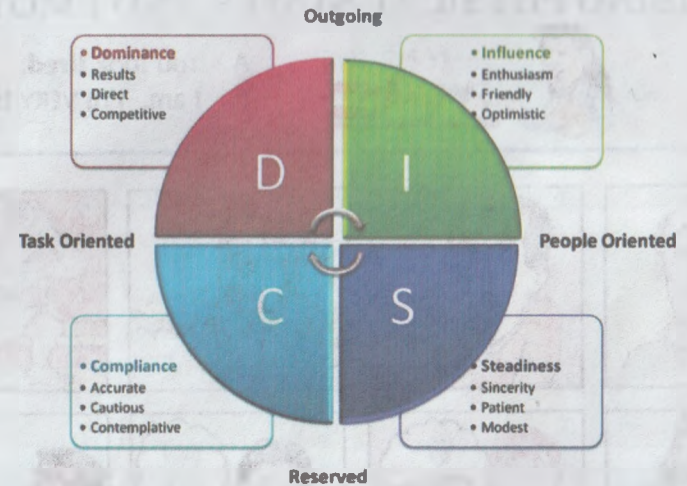 Outgoing
• Dominance
• Results
• Direct
• Competitive
• Influence
• Enthusiasm
• Friendly
• Optimistic
D
I
Task Oriented
People Oriented
C
S
• Compliance
• Accurate
• Cautious
• Contemplative
• Steadiness
• Sincerity
• Patient
• Modest
Reserved